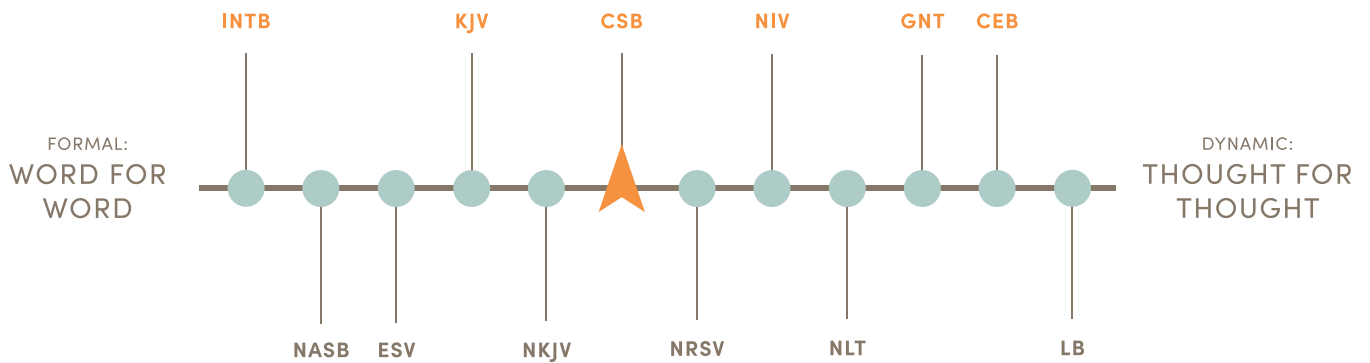 INTB
KJV
CSB
NIV
GNT
CEB
FORMAL:
WORD FOR
WORD
DYNAMIC:
THOUGHT FOR
THOUGHT
NASB
ESV
NKJV
NRSV
NLT
LB